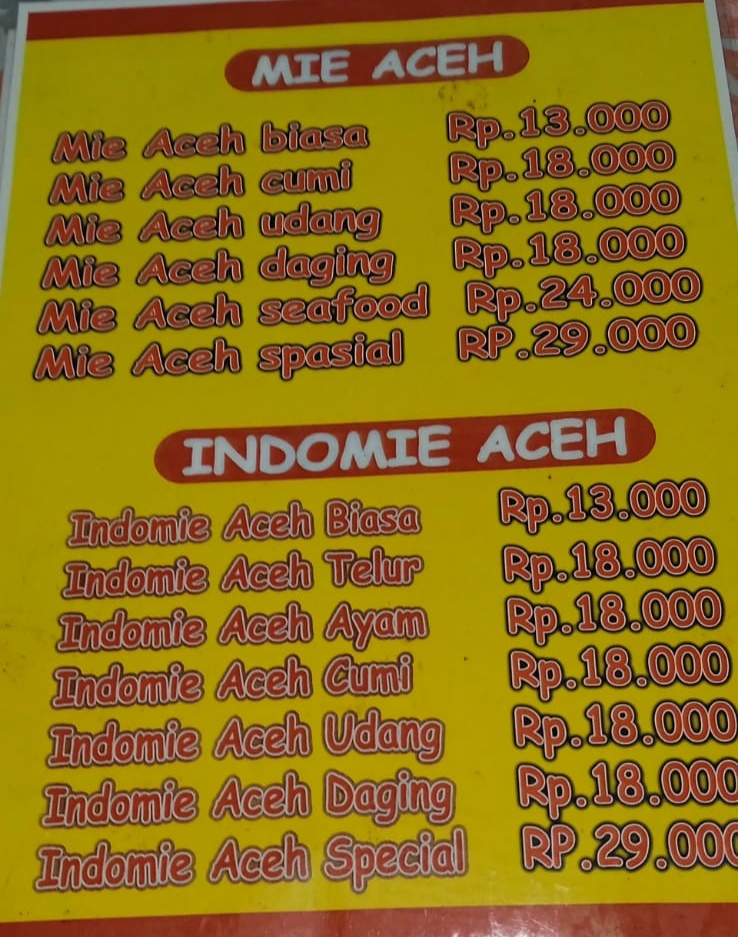 MIE ACEH
Mie Aceh biasa Rp.13.000
Mie Aceh cumi Rp.18.000
Mie Aceh udang Rp.18.000
Mie Aceh daging Rp.18.000
Mie Aceh seafood Rp.24.000
Mie Aceh spasial RP.29.000
INDOMIE ACEH
Indomie Aceh Biasa Rp.13.000
Indomie Aceh Telur Rp.18.000
Indomie Aceh Ayam Rp.18.000
Indomie Aceh Cumi Rp.18.000
Indomie Aceh Udang Rp.18.000
Indomie Aceh Daging Rp.18.000
Indomie Aceh Special RP.29.000